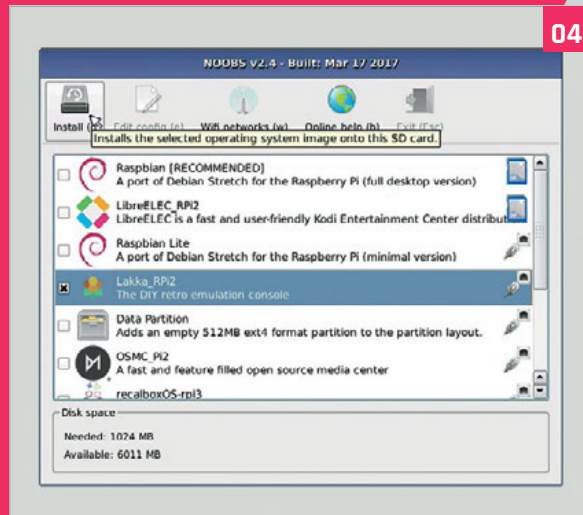 04
NOOBS v2.4 - Built: Mar 17 2017
Install (i) Edit config (e) Wifi networks (w) Online help (h) Exit (Esc)
Installs the selected operating system image onto this SD card.
Raspbian [RECOMMENDED]
A port of Debian Stretch for the Raspberry Pi (full desktop version)
LibreELEC_RPi2
LibreELEC is a fast and user-friendly Kodi Entertainment Center distribut
Raspbian Lite
A port of Debian Stretch for the Raspberry Pi (minimal version)
Lakka_RPi2
The DIY retro emulation console
Data Partition
Adds an empty 512MB ext4 format partition to the partition layout.
OSMC_Pi2
A fast and feature filled open source media center
recalboxOS-rpi3
Disk space
Needed: 1024 MB
Available: 6011 MB